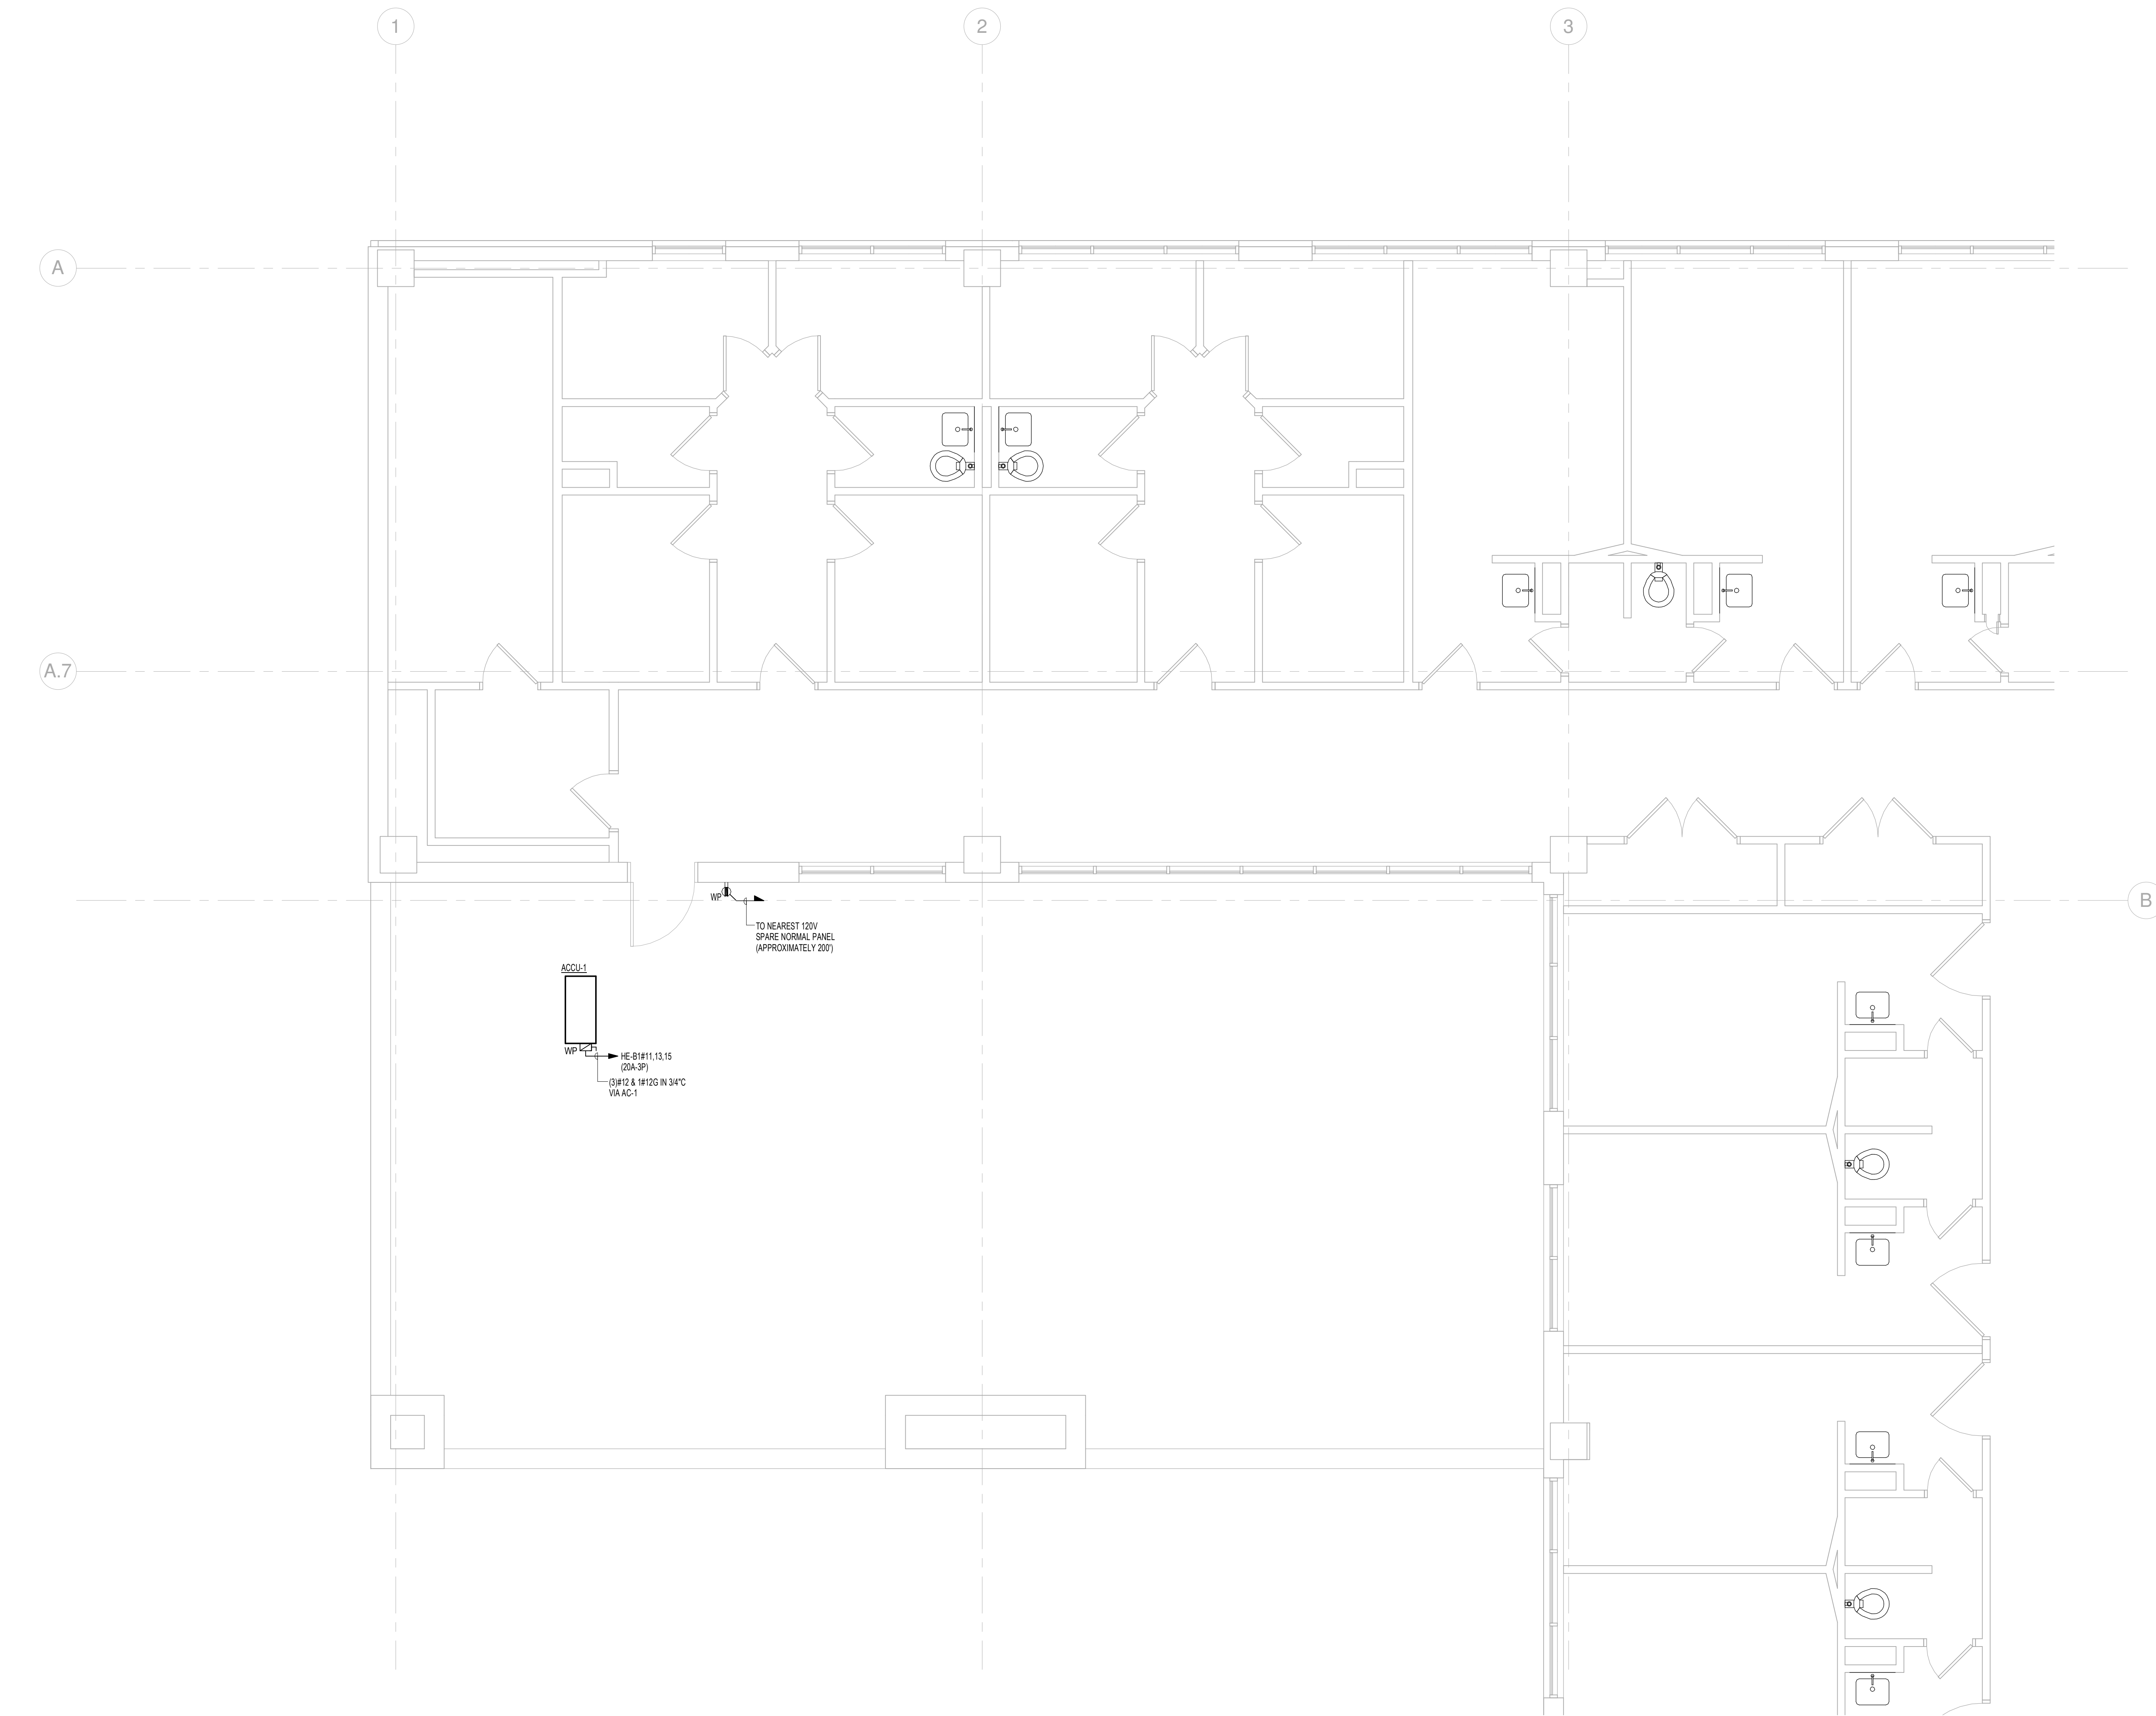 1
2
3
A
A.7
B
WP
TO NEAREST 120V
SPARE NORMAL PANEL
(APPROXIMATELY 200')
ACCU-1
WP
HE-B1#11,13,15
(20A-3P)
(3)#12 & 1#12G IN 3/4"C
VIA AC-1